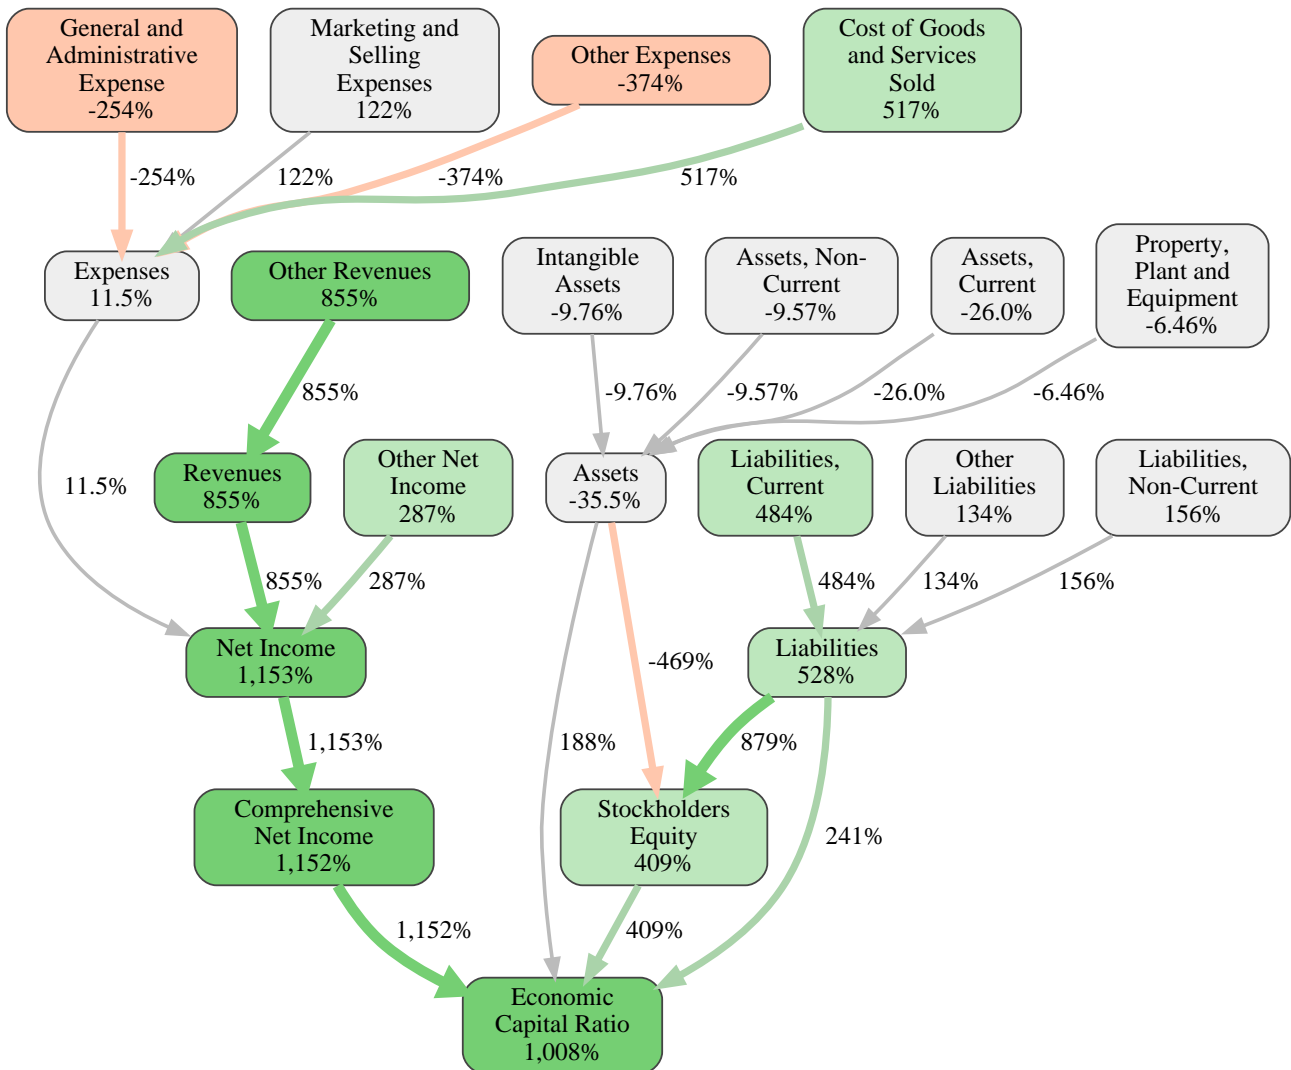 General and
Administrative
Expense
-254%
Marketing and
Selling
Expenses
122%
Other Expenses
-374%
Cost of Goods
and Services
Sold
517%
-254%
122%
-374%
517%
Expenses
11.5%
Other Revenues
855%
Intangible
Assets
-9.76%
Assets, Non-
Current
-9.57%
Assets,
Current
-26.0%
Property,
Plant and
Equipment
-6.46%
855%
-9.76%
-9.57%
-26.0%
-6.46%
11.5%
Revenues
855%
Other Net
Income
287%
Assets
-35.5%
Liabilities,
Current
484%
Other
Liabilities
134%
Liabilities,
Non-Current
156%
855%
287%
484%
134%
156%
Net Income
1,153%
-469%
Liabilities
528%
1,153%
188%
879%
241%
Comprehensive
Net Income
1,152%
Stockholders
Equity
409%
1,152%
409%
Economic
Capital Ratio
1,008%